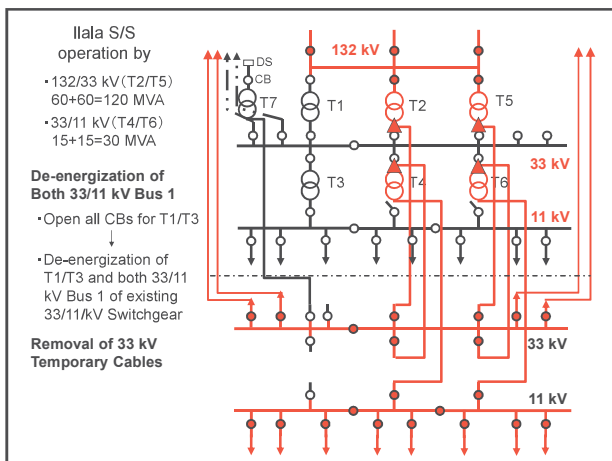 Ilala S/S
operation by
・132/33 kV (T2/T5)
60+60=120 MVA
・33/11 kV (T4/T6)
15+15=30 MVA
De-energization of
Both 33/11 kV Bus 1
・Open all CBs for T1/T3
・De-energization of
T1/T3 and both 33/11
kV Bus 1 of existing
33/11/kV Switchgear
Removal of 33 kV
Temporary Cables
132 kV
DS
CB
T7
T1
T2
T5
33 kV
T3
T4
T6
11 kV
33 kV
11 kV